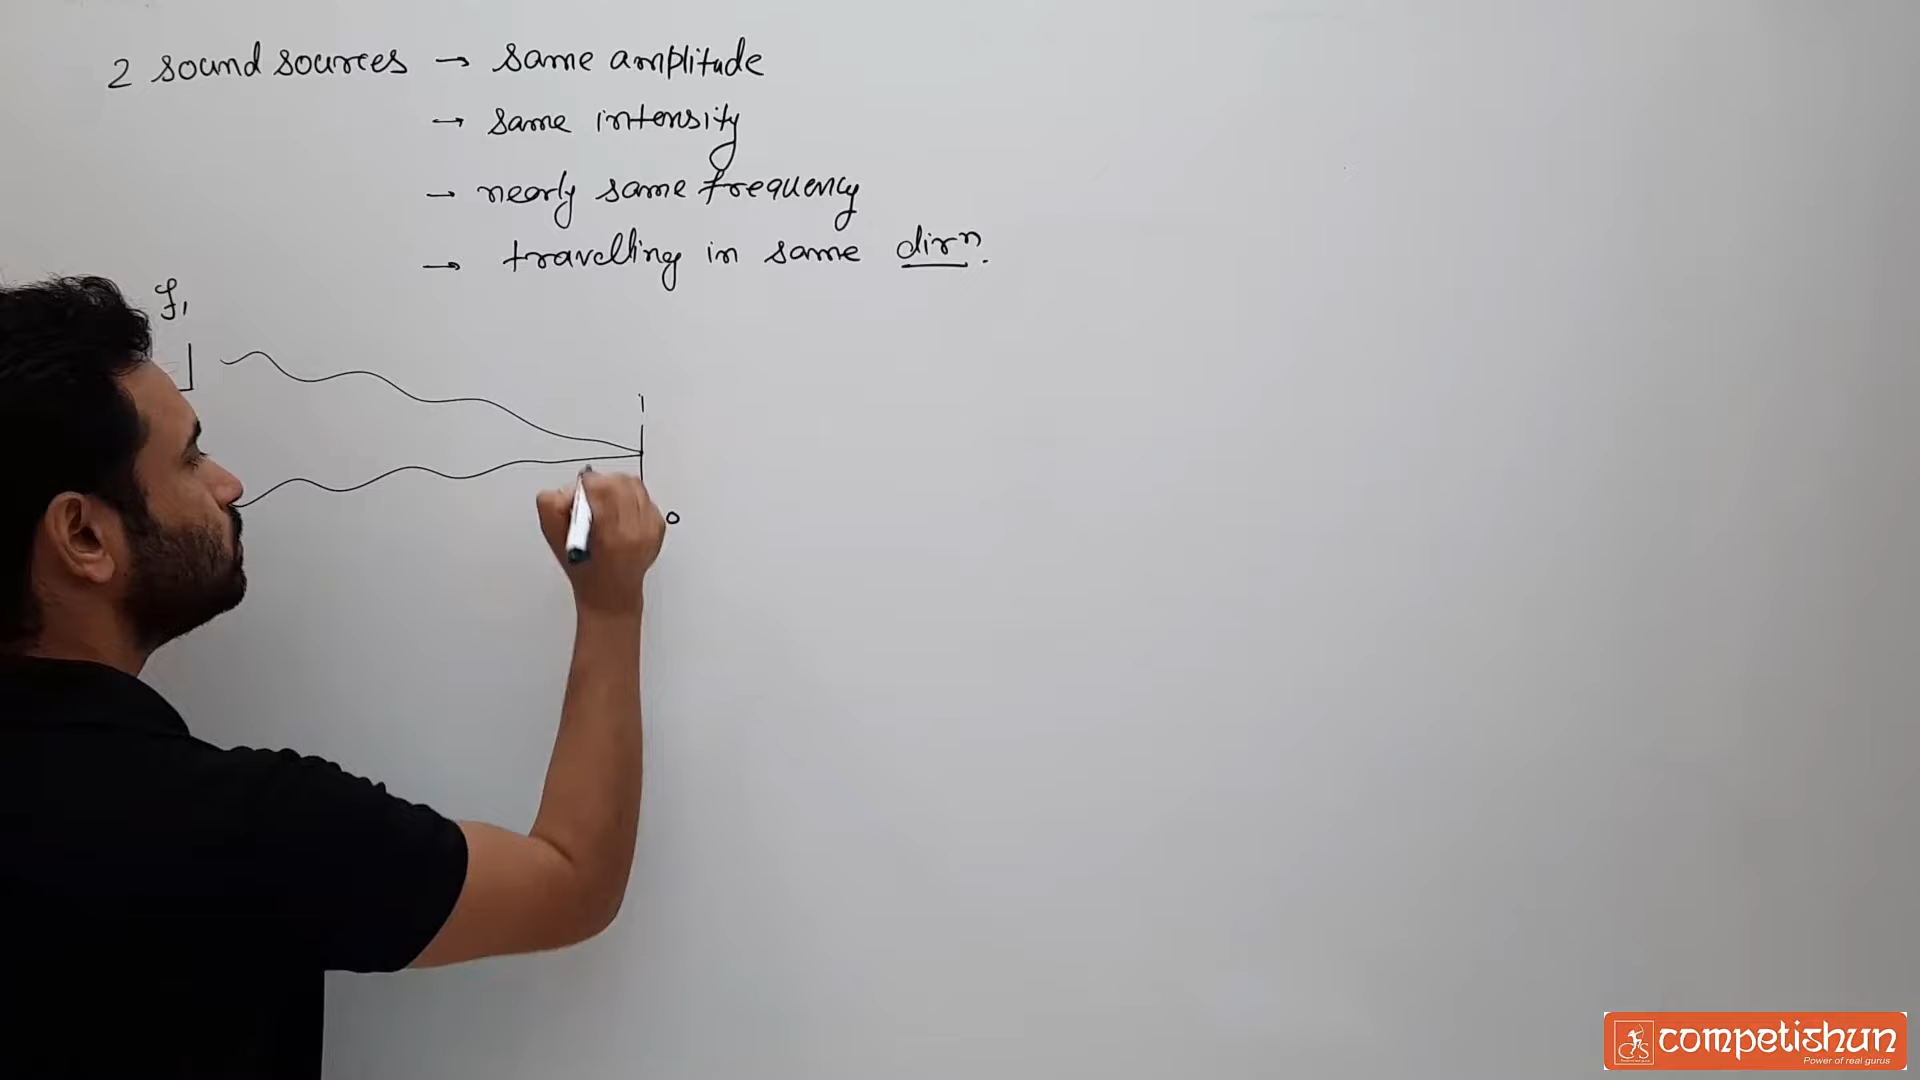 2 sound sources → same amplitude
→ same intensity
→ nearly same frequency
→ travelling in same dirⁿ.
f₁
o
competishun
Power of real gurus